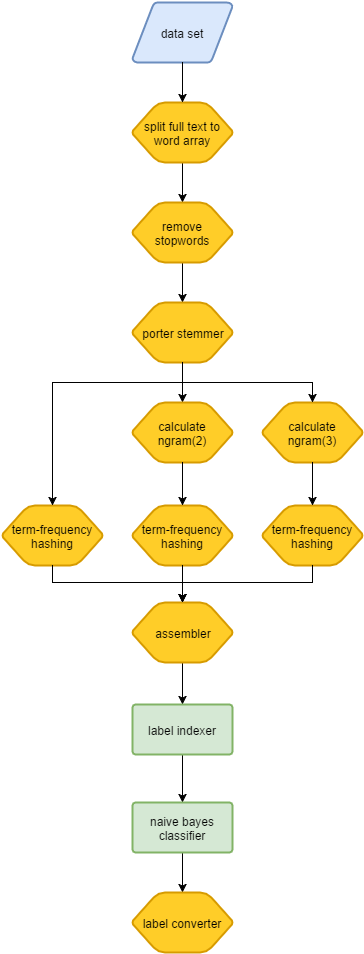 data set
split full text to
word array
remove
stopwords
porter stemmer
calculate
ngram(2)
calculate
ngram(3)
term-frequency
hashing
term-frequency
hashing
term-frequency
hashing
assembler
label indexer
naive bayes
classifier
label converter